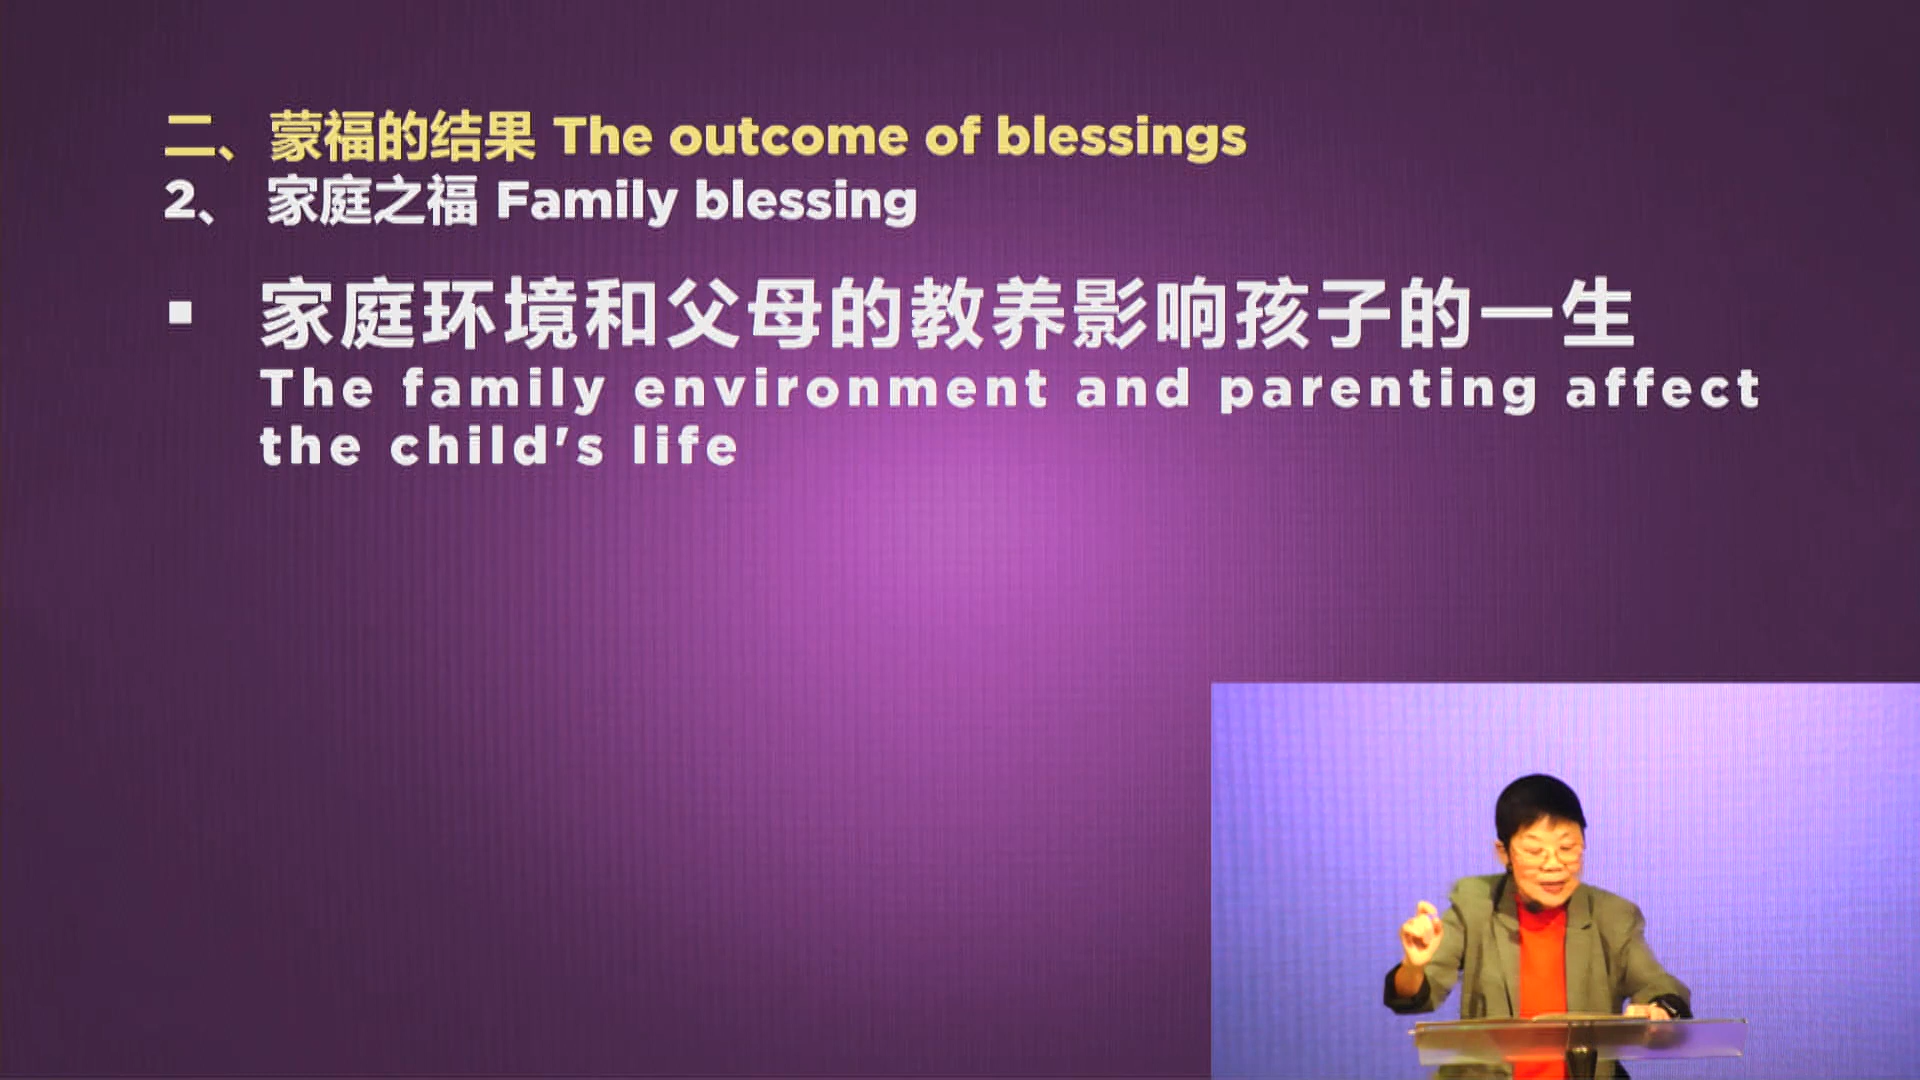 二、蒙福的结果 The outcome of blessings
2、 家庭之福 Family blessing
▪ 家庭环境和父母的教养影响孩子的一生
The family environment and parenting affect
the child's life